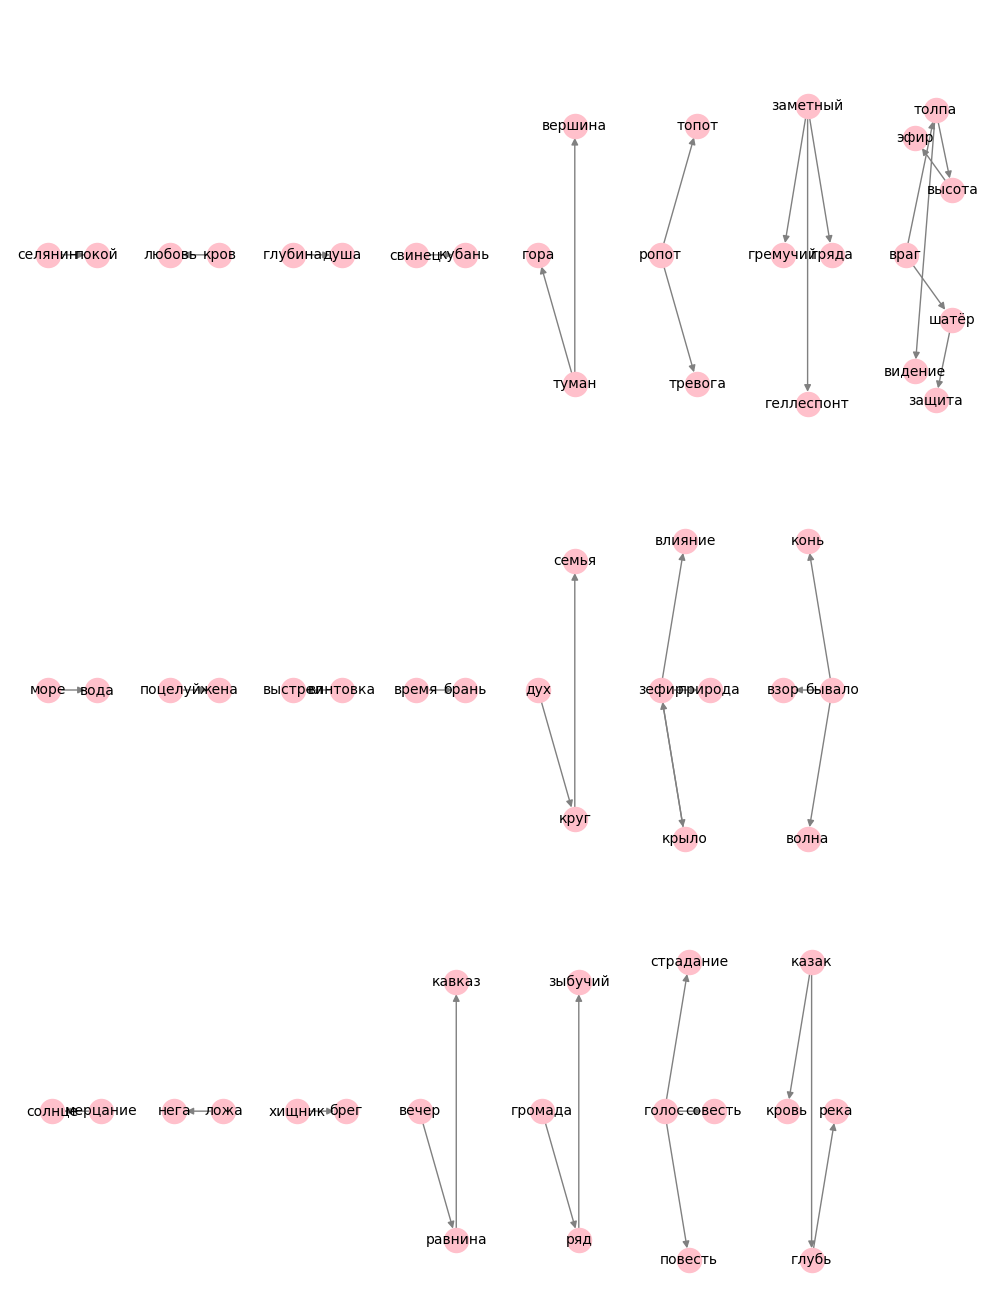 заметный
толпа
вершина
топот
эфир
высота
селянин
покой
любовь
кров
глубина
душа
свинец
кубань
гора
ропот
гремучий
гряда
враг
шатёр
видение
туман
тревога
защита
геллеспонт
влияние
конь
семья
море
вода
поцелуй
жена
выстрел
винтовка
время
брань
дух
зефир
природа
взор
бывало
круг
крыло
волна
страдание
казак
кавказ
зыбучий
солнце
мерцание
нега
ложа
хищник
брег
вечер
громада
голос
совесть
кровь
река
равнина
ряд
повесть
глубь